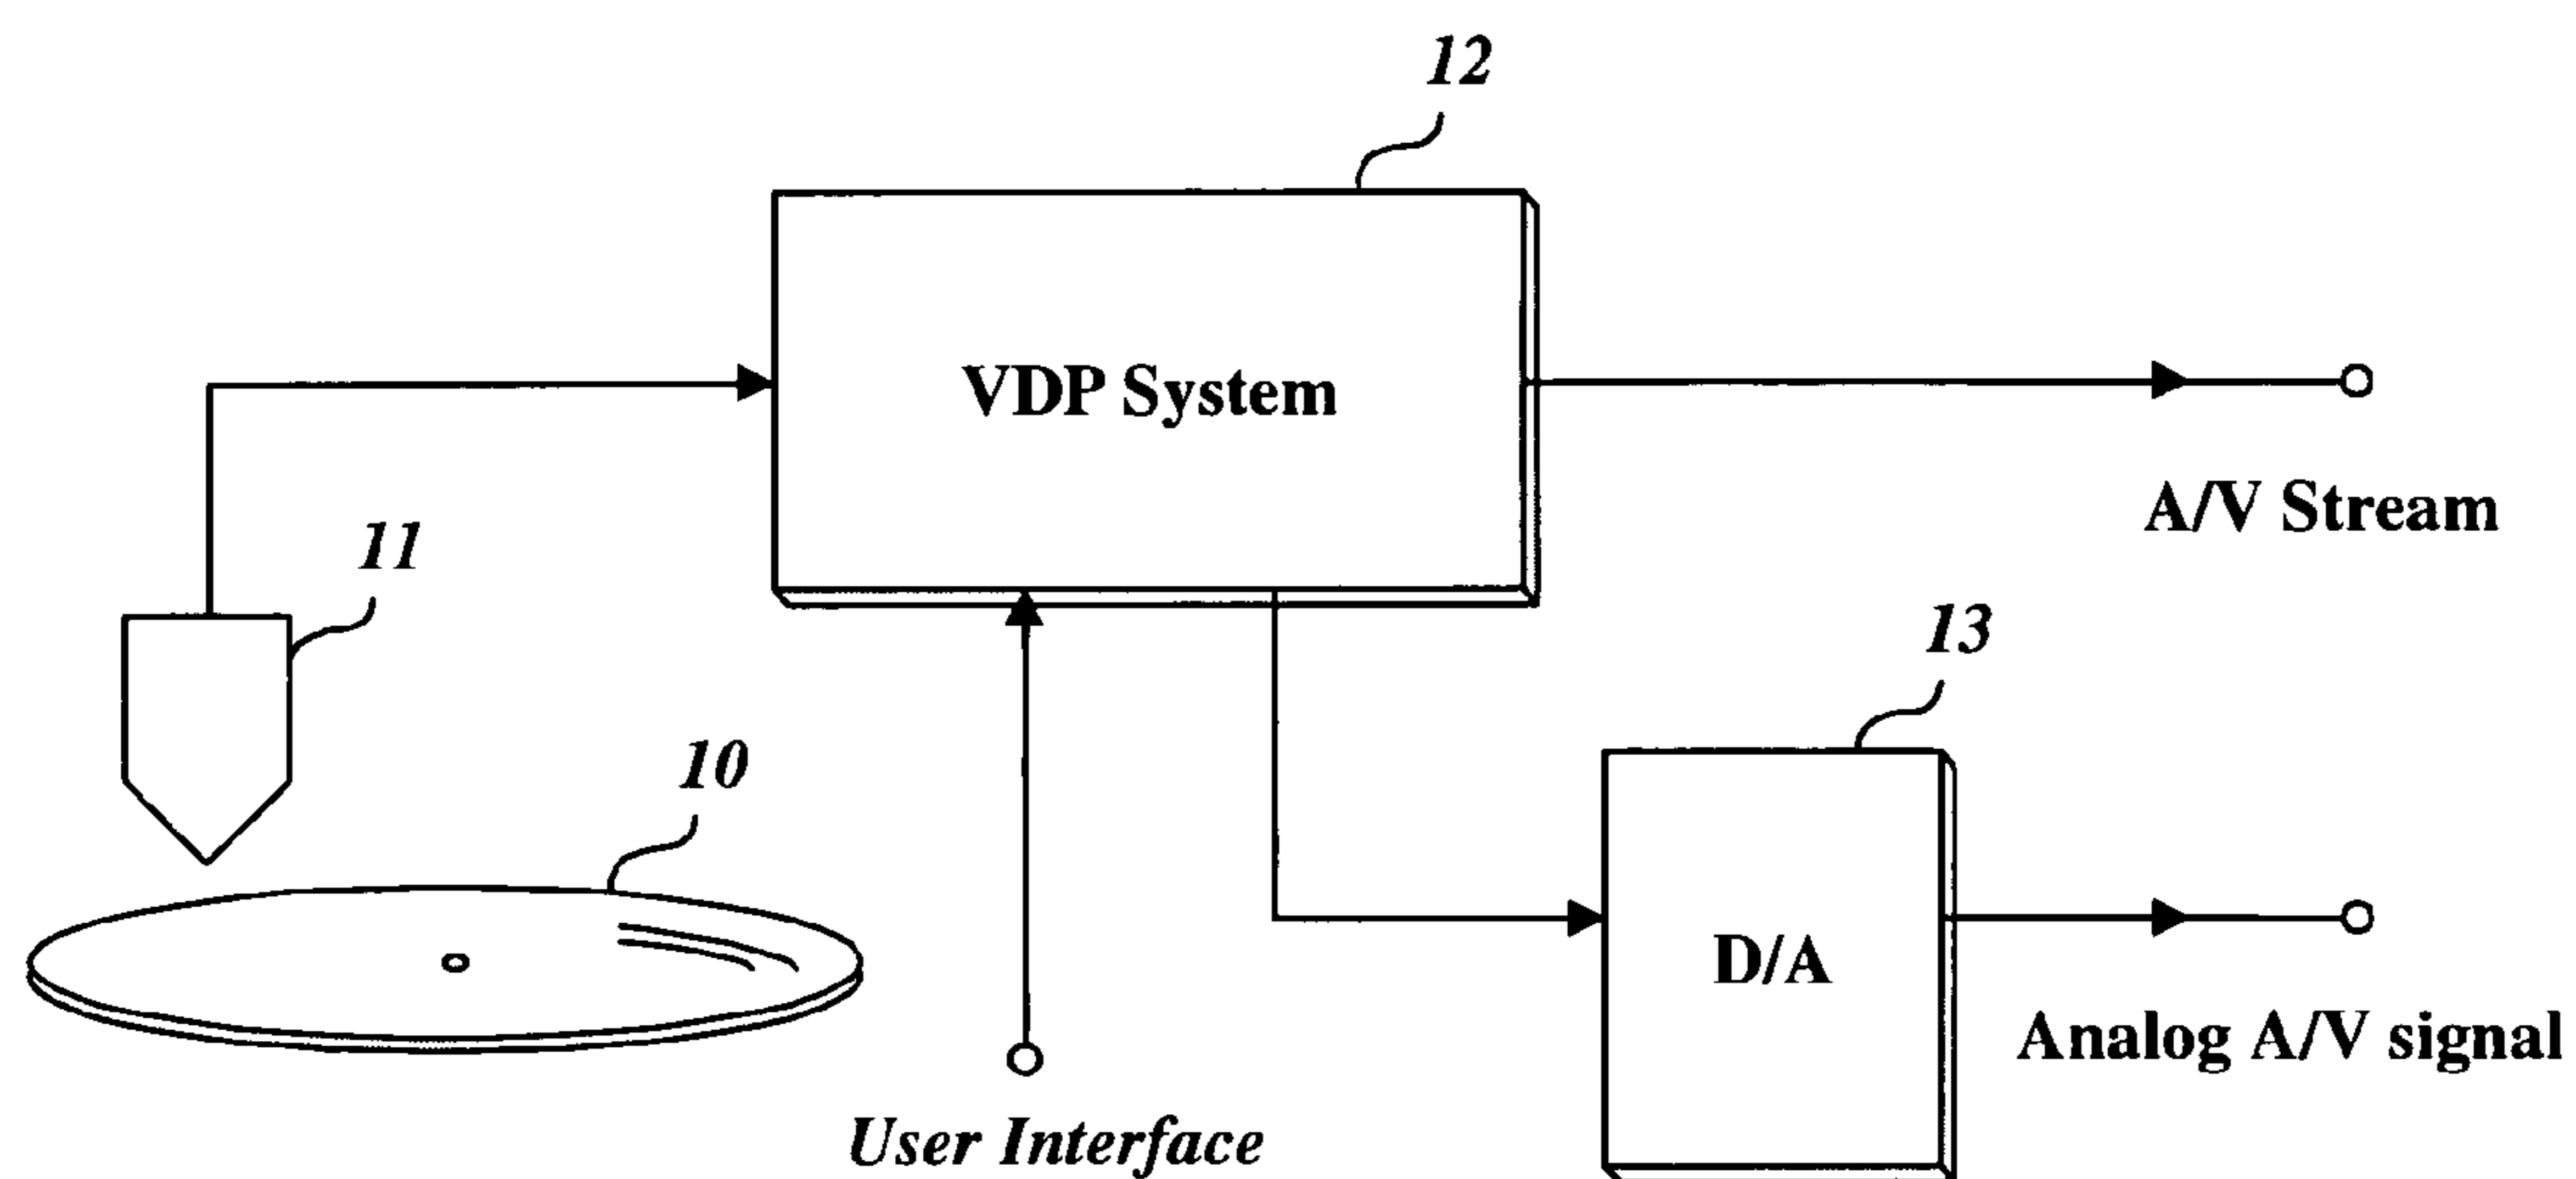 12
VDP System
A/V Stream
11
13
10
D/A
Analog A/V signal
User Interface